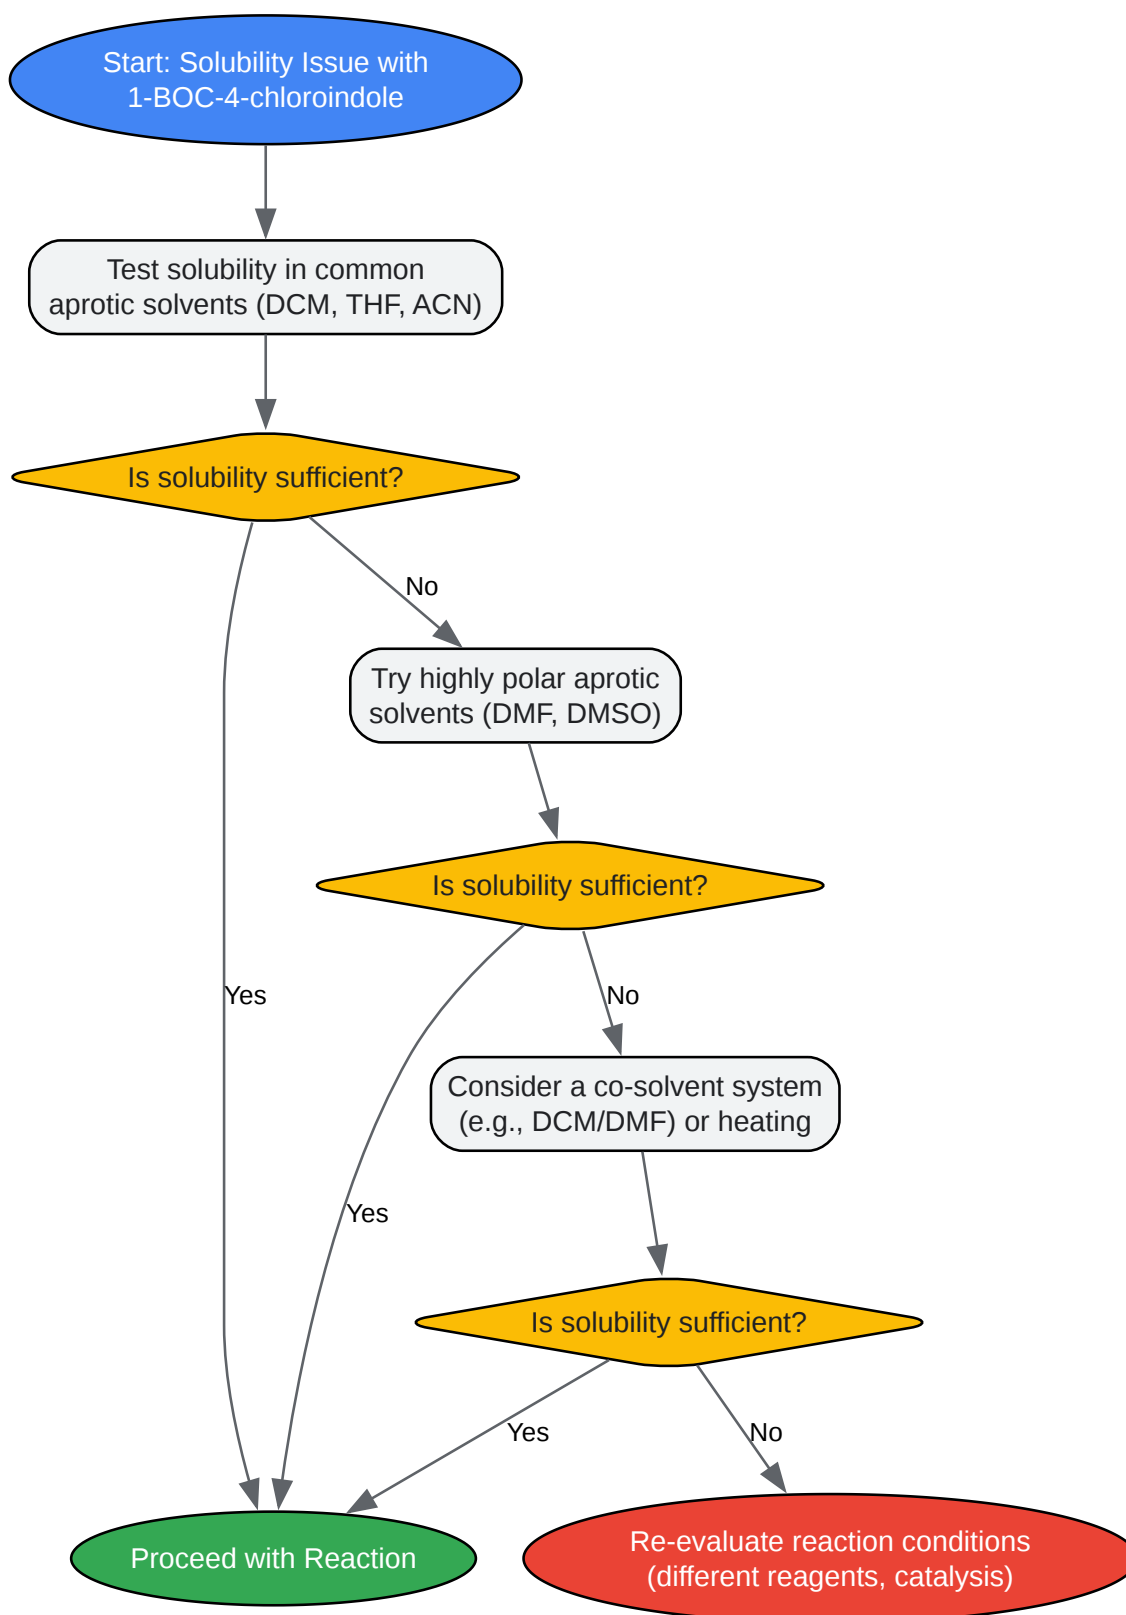 Start: Solubility Issue with
1-BOC-4-chloroindole
Test solubility in common
aprotic solvents (DCM, THF, ACN)
Is solubility sufficient?
No
Try highly polar aprotic
solvents (DMF, DMSO)
Is solubility sufficient?
Yes
No
Consider a co-solvent system
(e.g., DCM/DMF) or heating
Yes
Is solubility sufficient?
Yes
No
Proceed with Reaction
Re-evaluate reaction conditions
(different reagents, catalysis)